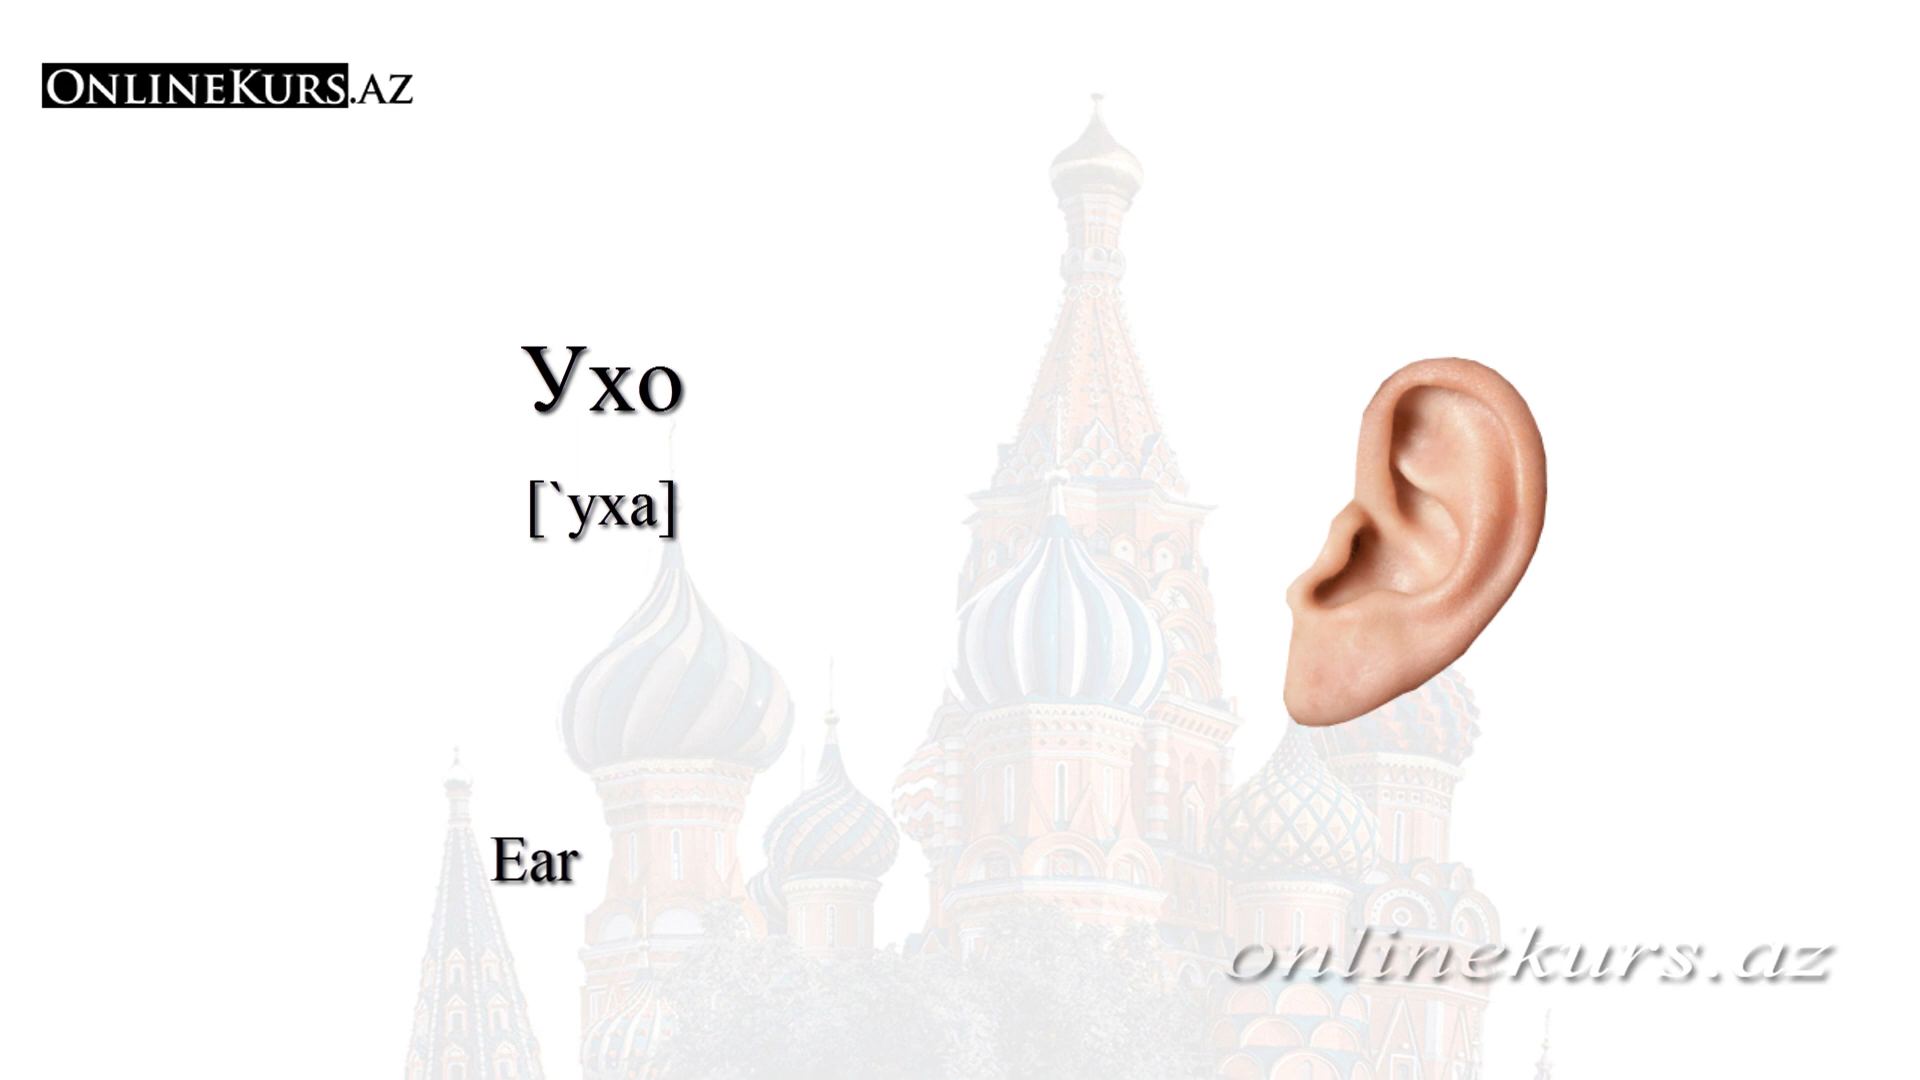 ONLINEKURS.AZ
Ухо
[`уха]
Ear
onlinekurs.az